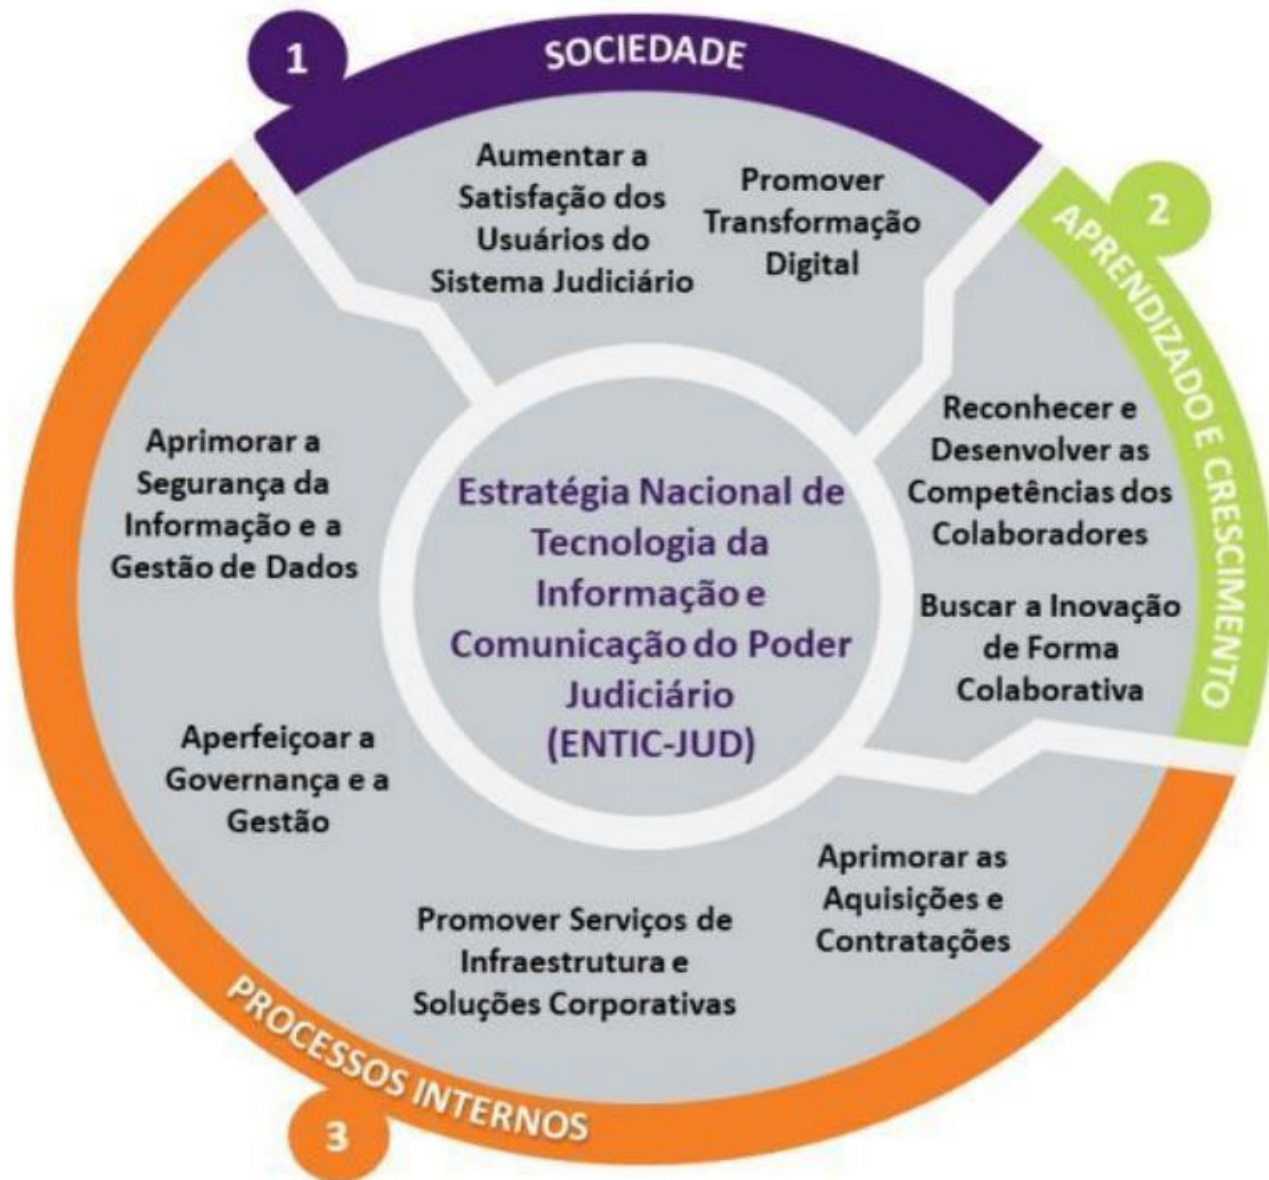 1
SOCIEDADE
Aumentar a
Satisfação dos
Usuários do
Sistema Judiciário
Promover
Transformação
Digital
2
APRENDIZADO E CRESCIMENTO
Reconhecer e
Desenvolver as
Competências dos
Colaboradores
Buscar a Inovação
de Forma
Colaborativa
Estratégia Nacional de
Tecnologia da
Informação e
Comunicação do Poder
Judiciário
(ENTIC-JUD)
Aprimorar a
Segurança da
Informação e a
Gestão de Dados
Aperfeiçoar a
Governança e a
Gestão
Promover Serviços de
Infraestrutura e
Soluções Corporativas
Aprimorar as
Aquisições e
Contratações
PROCESSOS INTERNOS
3